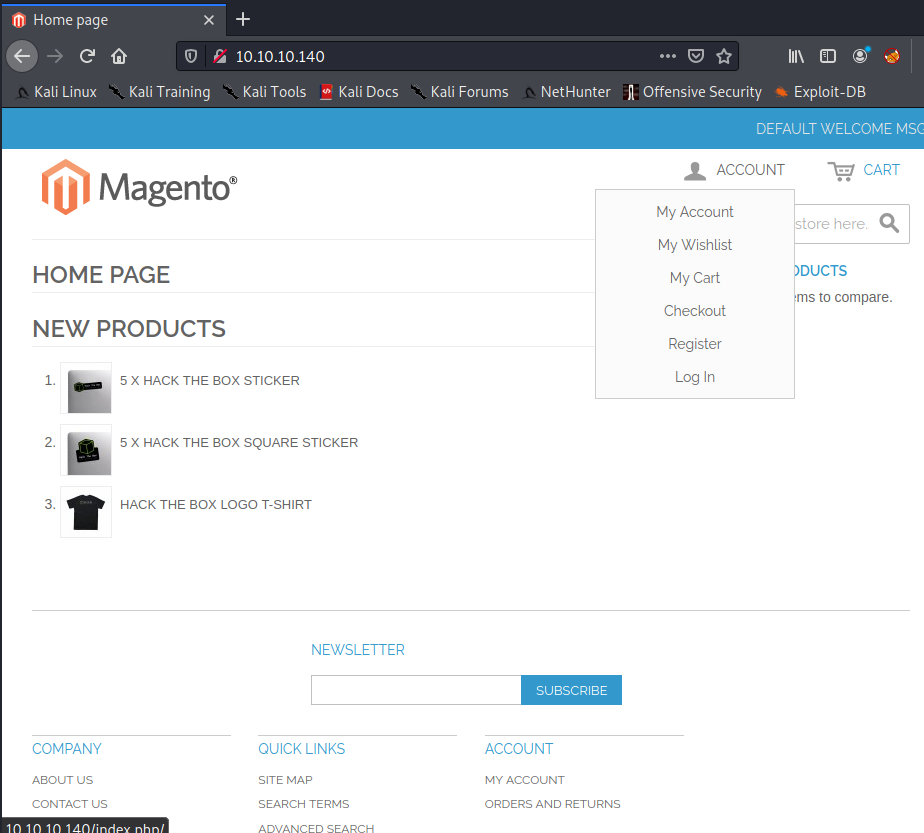 Home page
10.10.10.140
Kali Linux Kali Training Kali Tools Kali Docs Kali Forums NetHunter Offensive Security Exploit-DB
DEFAULT WELCOME MSG
Magento®
ACCOUNT CART
My Account
My Wishlist
My Cart
Checkout
Register
Log In
store here.
HOME PAGE
ODUCTS
ems to compare.
NEW PRODUCTS
1. 5 X HACK THE BOX STICKER
2. 5 X HACK THE BOX SQUARE STICKER
3. HACK THE BOX LOGO T-SHIRT
NEWSLETTER
SUBSCRIBE
COMPANY QUICK LINKS ACCOUNT
ABOUT US SITE MAP MY ACCOUNT
CONTACT US SEARCH TERMS ORDERS AND RETURNS
ADVANCED SEARCH
10.10.10.140/index.php/